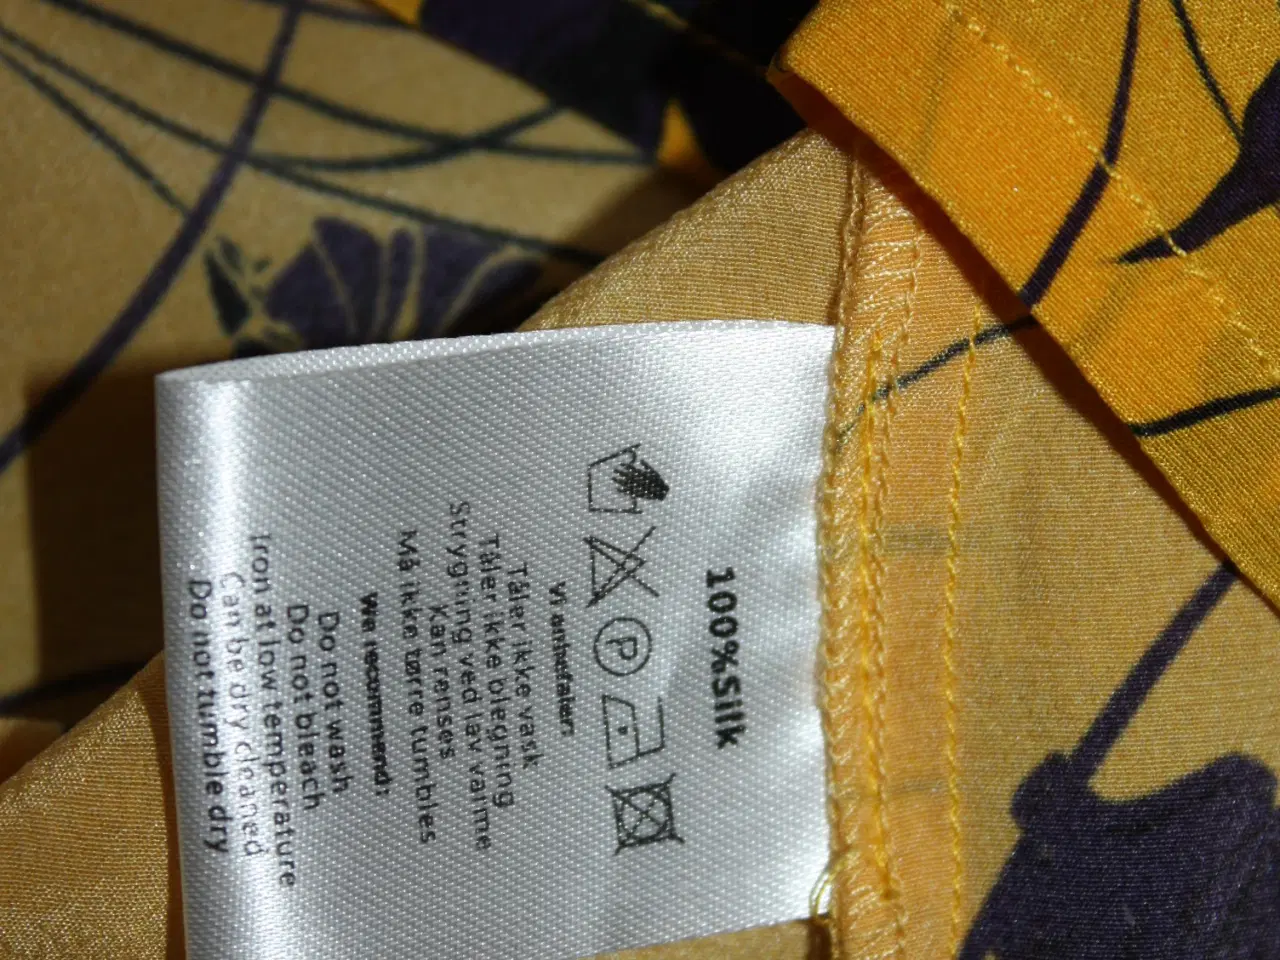 100%Silk
P
Vi anbefaler:
Tåler ikke vask
Tåler ikke blegning
Strygning ved lav varme
Kan renses
Må ikke tørre tumbles
We recommend:
Do not wash
Do not bleach
Iron at low temperature
Can be dry cleaned
Do not tumble dry